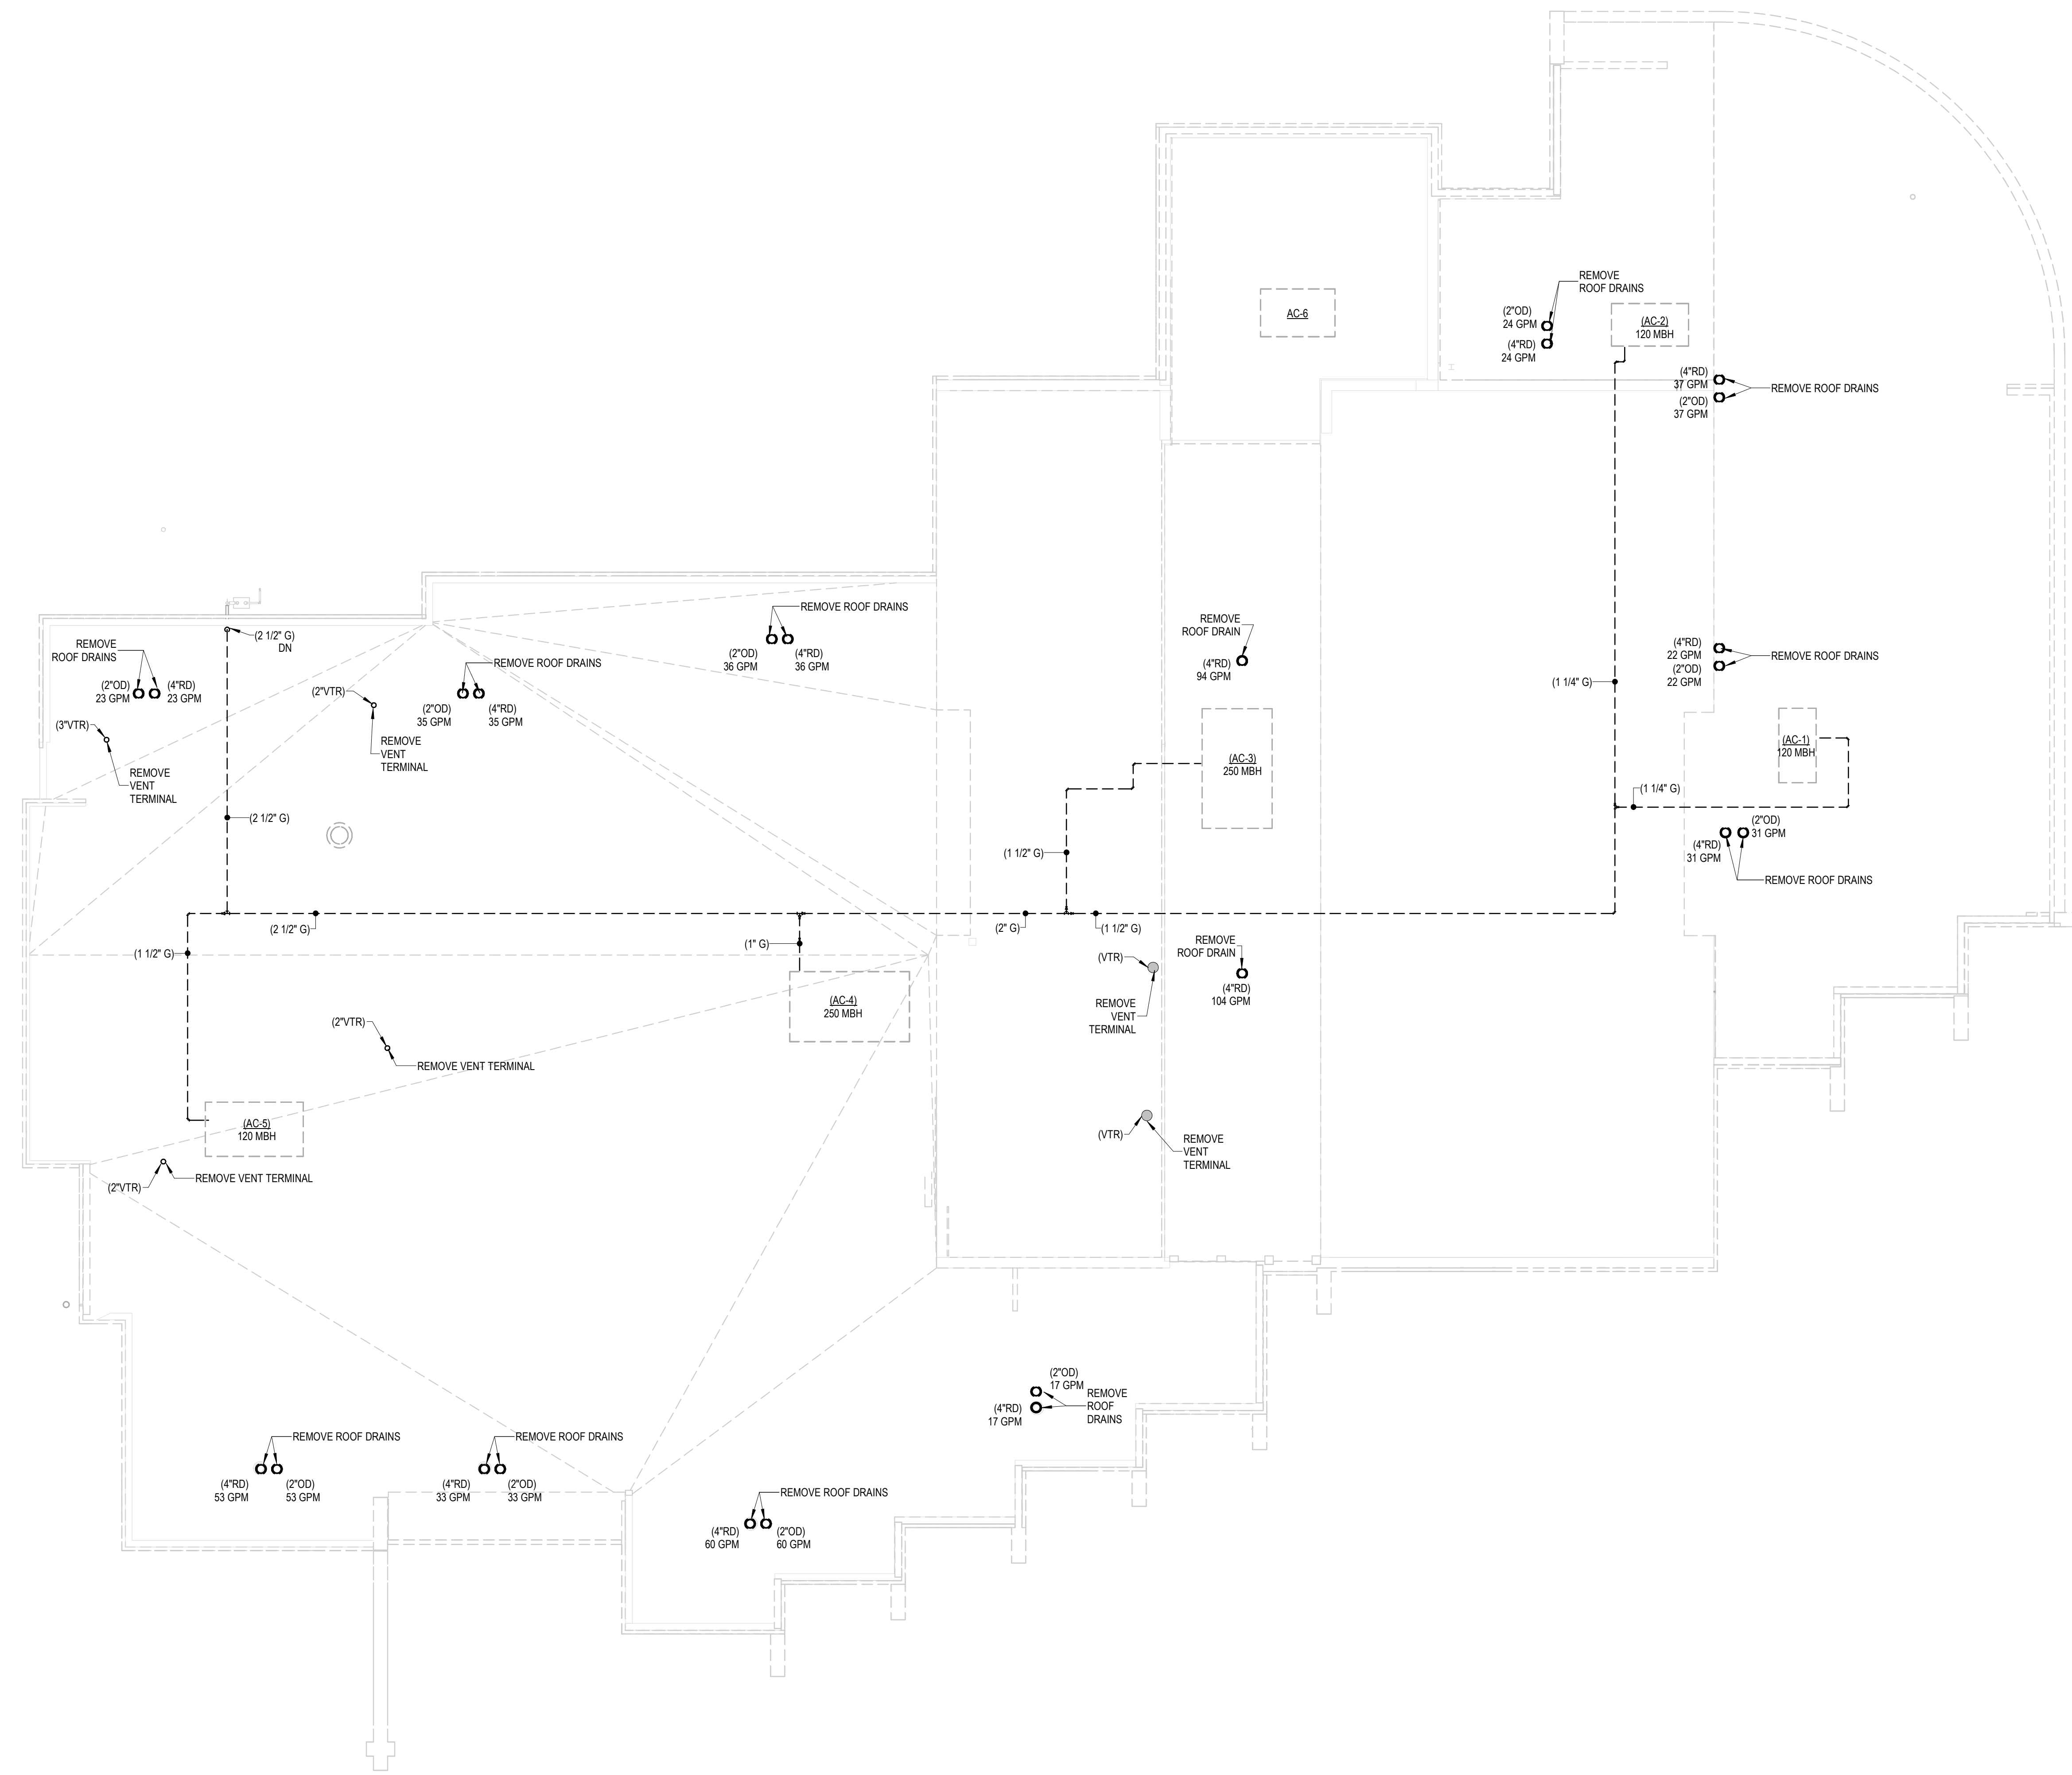 REMOVE
ROOF DRAINS
(2"OD)
24 GPM
(4"RD)
24 GPM
(AC-2)
120 MBH
AC-6
(4"RD)
37 GPM
(2"OD)
37 GPM
REMOVE ROOF DRAINS
REMOVE ROOF DRAINS
(2"OD)
36 GPM
(4"RD)
36 GPM
REMOVE
ROOF DRAIN
(4"RD)
94 GPM
(2 1/2" G)
DN
REMOVE
ROOF DRAINS
(2"OD)
23 GPM
(4"RD)
23 GPM
REMOVE ROOF DRAINS
(2"OD)
35 GPM
(4"RD)
35 GPM
(2"VTR)
REMOVE
VENT
TERMINAL
(3"VTR)
REMOVE
VENT
TERMINAL
(4"RD)
22 GPM
(2"OD)
22 GPM
REMOVE ROOF DRAINS
(1 1/4" G)
(AC-1)
120 MBH
(AC-3)
250 MBH
(1 1/4" G)
(2 1/2" G)
(2"OD)
31 GPM
(4"RD)
31 GPM
REMOVE ROOF DRAINS
(1 1/2" G)
(2 1/2" G)
(2" G)
(1 1/2" G)
(1" G)
(1 1/2" G)
REMOVE
ROOF DRAIN
(4"RD)
104 GPM
(VTR)
REMOVE
VENT
TERMINAL
(AC-4)
250 MBH
(2"VTR)
REMOVE VENT TERMINAL
(AC-5)
120 MBH
(VTR)
REMOVE
VENT
TERMINAL
(2"VTR)
REMOVE VENT TERMINAL
(2"OD)
17 GPM
(4"RD)
17 GPM
REMOVE
ROOF
DRAINS
REMOVE ROOF DRAINS
(4"RD)
53 GPM
(2"OD)
53 GPM
REMOVE ROOF DRAINS
(4"RD)
33 GPM
(2"OD)
33 GPM
REMOVE ROOF DRAINS
(4"RD)
60 GPM
(2"OD)
60 GPM